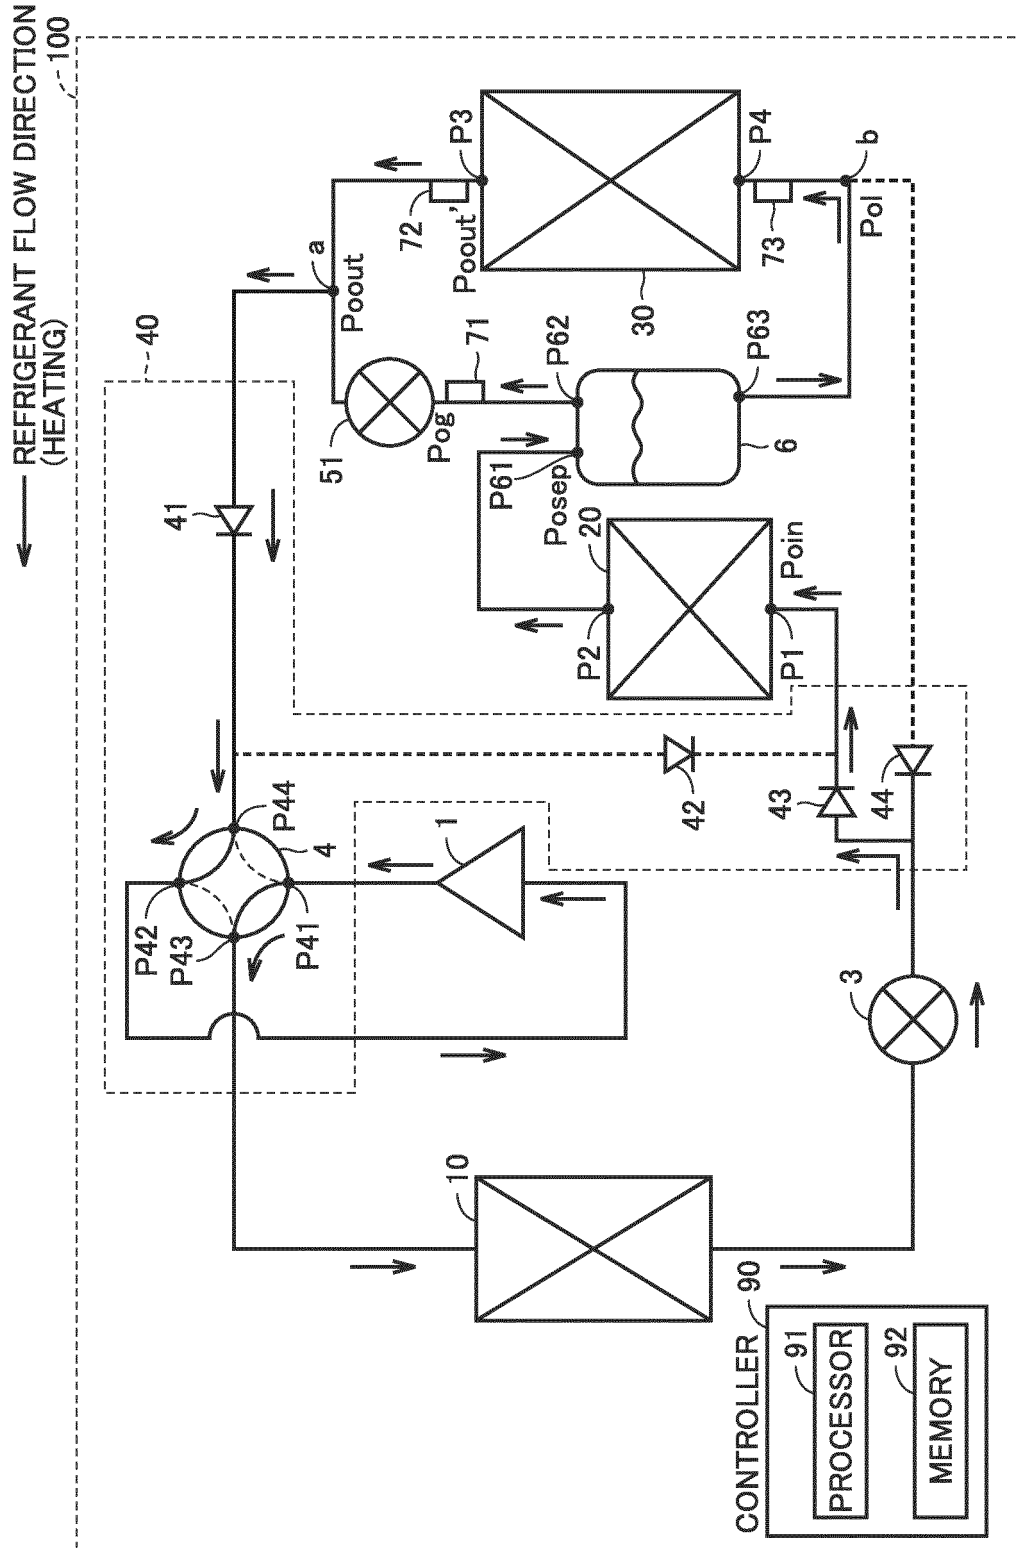 REFRIGERANT FLOW DIRECTION
(HEATING)
100
40
41
a
Poout
72
Poout'
P3
30
P4
73
b
Pol
51
Pog
71
P62
P63
P61
Posep
6
20
Poin
P2
P1
P44
4
1
42
43
44
P42
P43
P41
3
10
CONTROLLER
90
91
PROCESSOR
92
MEMORY